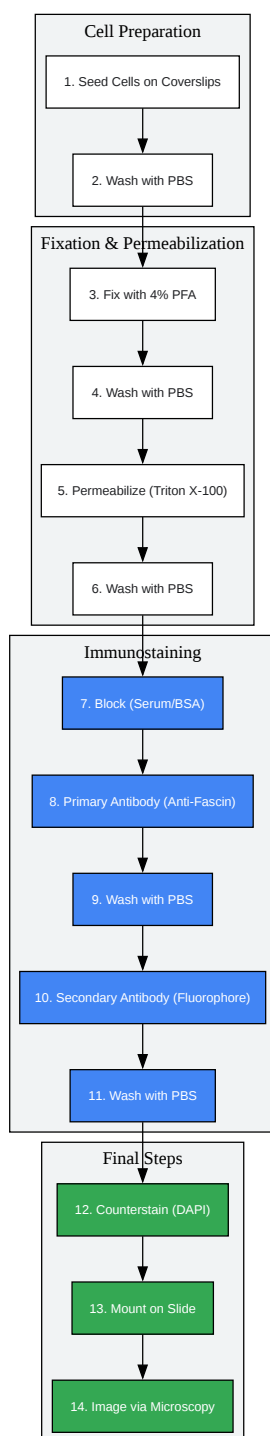 Cell Preparation
1. Seed Cells on Coverslips
2. Wash with PBS
Fixation & Permeabilization
3. Fix with 4% PFA
4. Wash with PBS
5. Permeabilize (Triton X-100)
6. Wash with PBS
Immunostaining
7. Block (Serum/BSA)
8. Primary Antibody (Anti-Fascin)
9. Wash with PBS
10. Secondary Antibody (Fluorophore)
11. Wash with PBS
Final Steps
12. Counterstain (DAPI)
13. Mount on Slide
14. Image via Microscopy